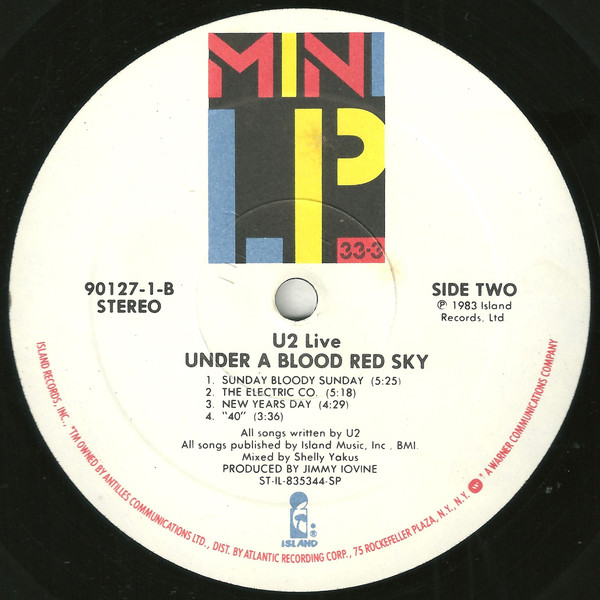 MINI
LP
33·3
90127-1-B
STEREO
SIDE TWO
℗ 1983 Island
Records, Ltd
U2 Live
UNDER A BLOOD RED SKY
1. SUNDAY BLOODY SUNDAY (5:25)
2. THE ELECTRIC CO. (5:18)
3. NEW YEARS DAY (4:29)
4. "40" (3:36)
All songs written by U2
All songs published by Island Music, Inc, BMI.
Mixed by Shelly Yakus
PRODUCED BY JIMMY IOVINE
ST-IL-835344-SP
ISLAND ®
ISLAND RECORDS, INC., "TM OWNED BY ANTILLES COMMUNICATIONS LTD., DIST. BY ATLANTIC RECORDING CORP., 75 ROCKEFELLER PLAZA, N.Y., N.Y. A WARNER COMMUNICATIONS COMPANY